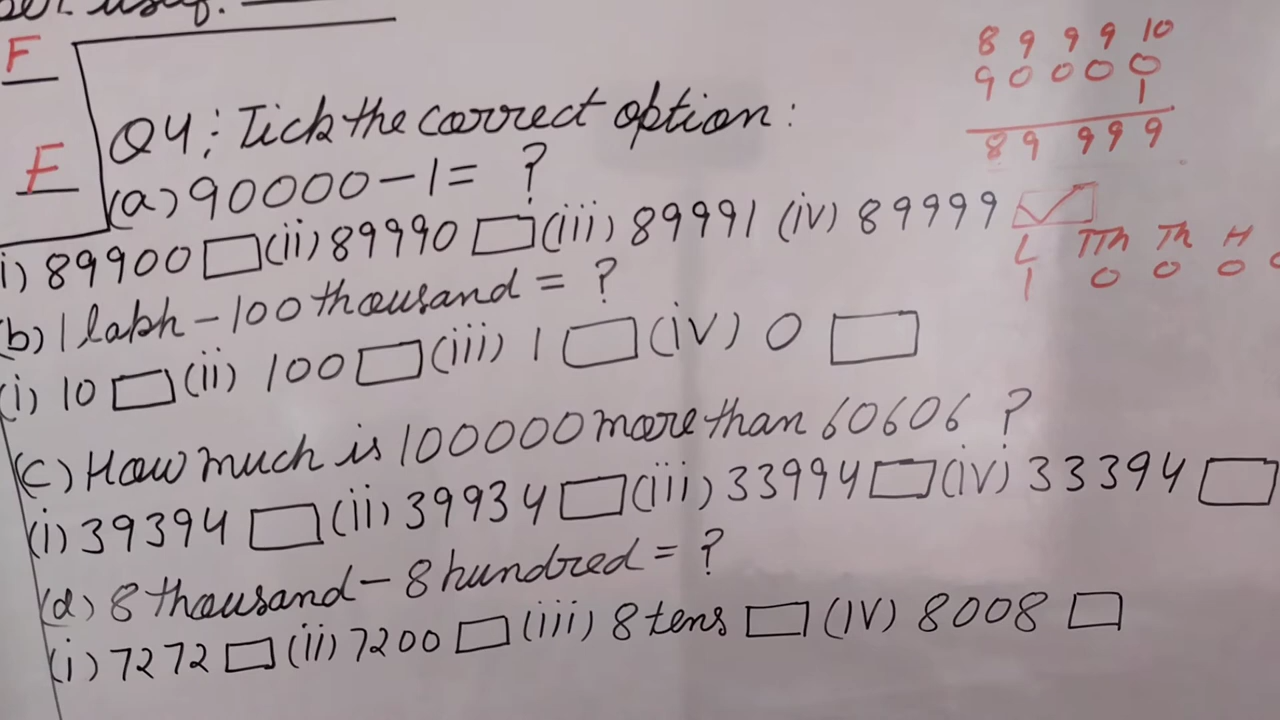 F
F
8 9 9 9 10
9 0 0 0 0
1
8 9 9 9 9
Q4: Tick the correct option:
(a) 90000 - 1 = ?
i) 89900 (ii) 89990 (iii) 89991 (iv) 89999 ✓
L TTh Th H
1 0 0 0 0
(b) 1 lakh - 100 thousand = ?
(i) 10 (ii) 100 (iii) 1 (iv) 0
(c) How much is 100000 more than 60606 ?
(i) 39394 (ii) 39934 (iii) 33994 (iv) 33394
(d) 8 thousand - 8 hundred = ?
(i) 7272 (ii) 7200 (iii) 8 tens (iv) 8008